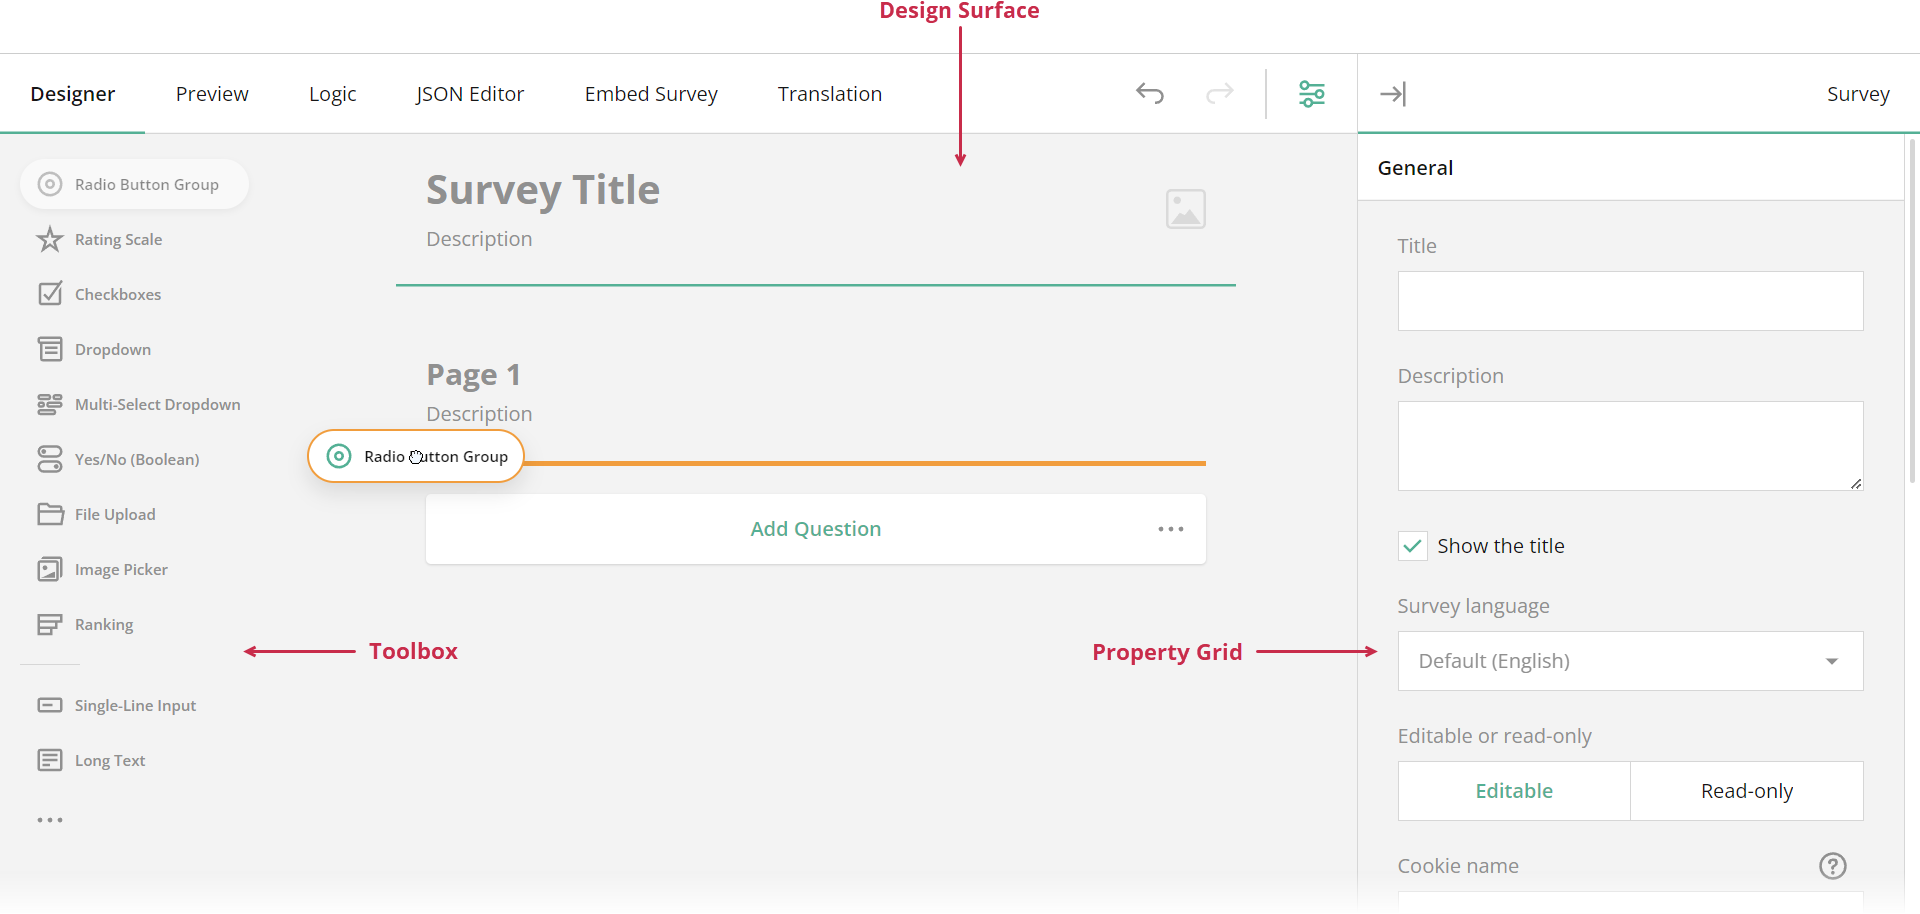 Design Surface
Designer Preview Logic JSON Editor Embed Survey Translation
Survey
Radio Button Group
Rating Scale
Checkboxes
Dropdown
Multi-Select Dropdown
Yes/No (Boolean)
File Upload
Image Picker
Ranking
Single-Line Input
Long Text
Toolbox
Survey Title
Description
Page 1
Description
Radio Button Group
Add Question
Property Grid
General
Title
Description
Show the title
Survey language
Default (English)
Editable or read-only
Editable Read-only
Cookie name